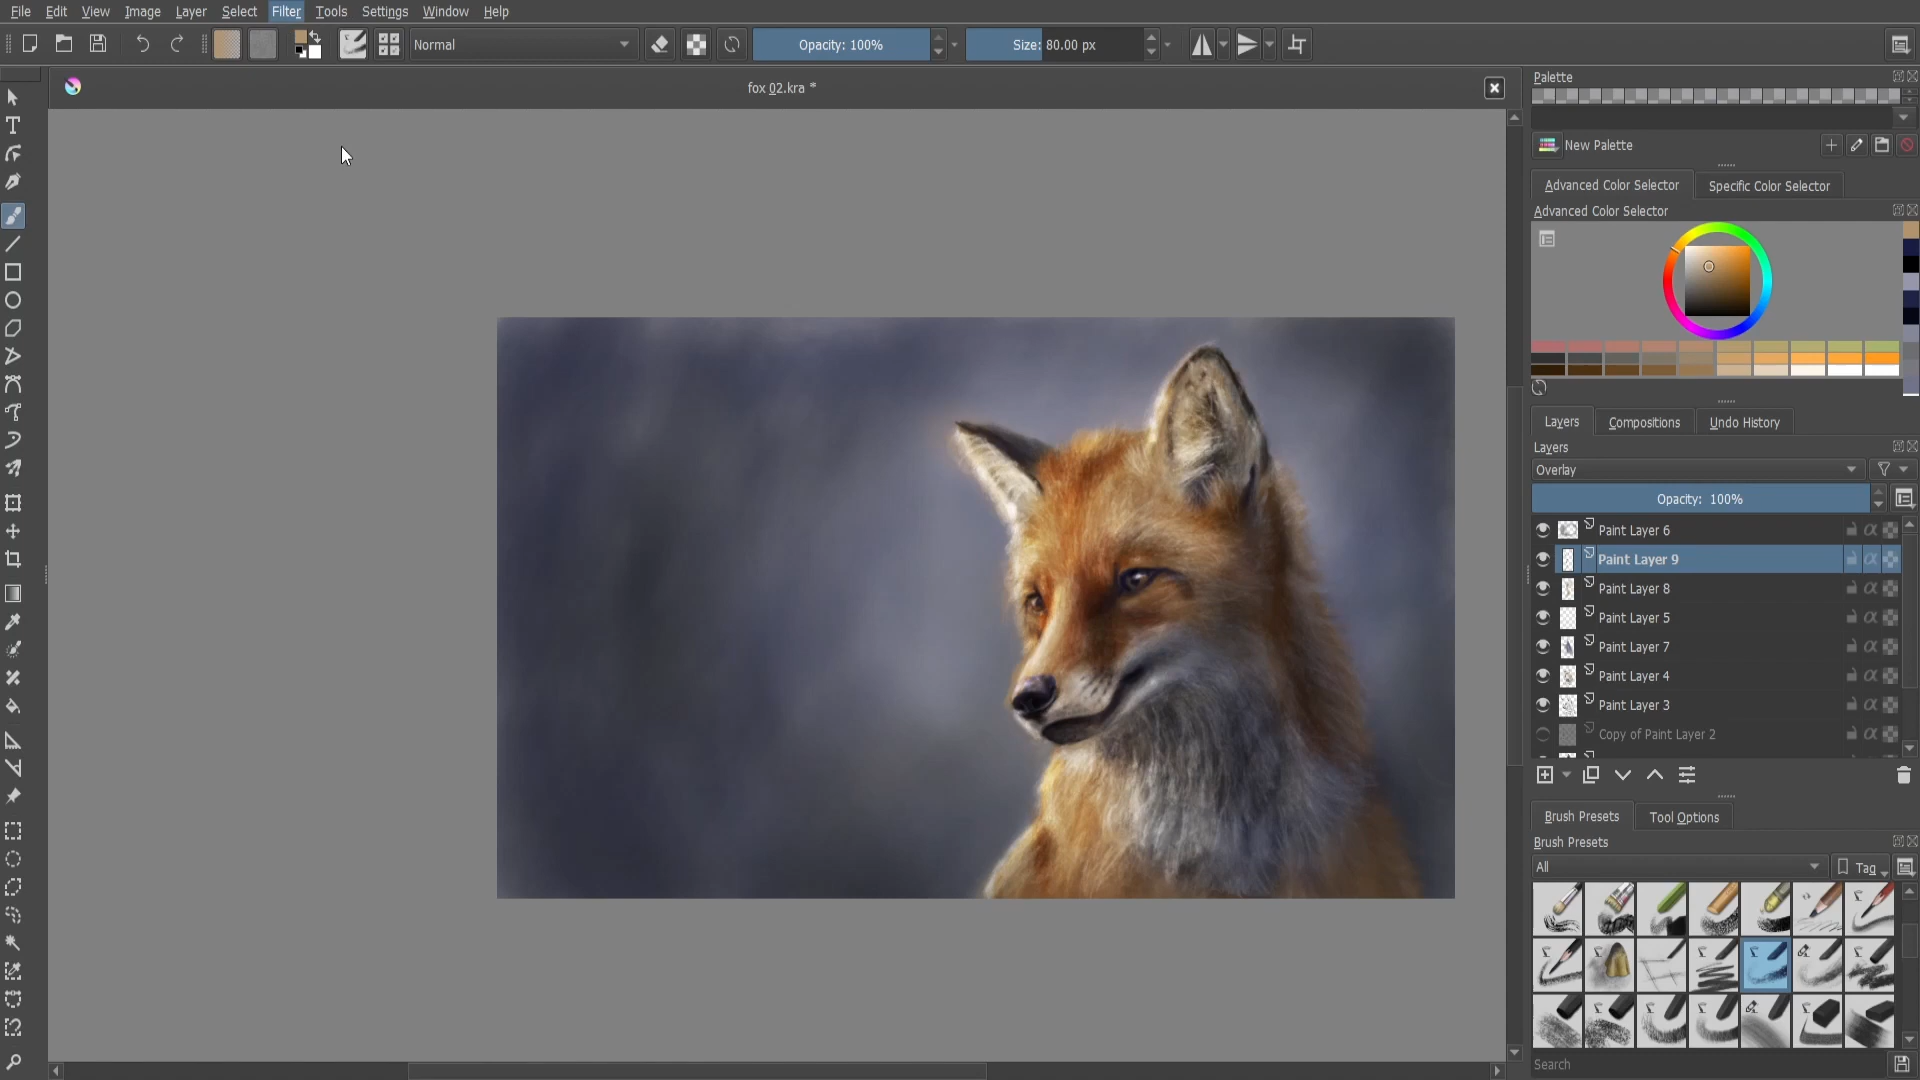 File Edit View Image Layer Select Filter Tools Settings Window Help
Normal
Opacity: 100%
Size: 80.00 px
fox 02.kra *
Palette
New Palette
Advanced Color Selector
Specific Color Selector
Advanced Color Selector
Layers
Compositions
Undo History
Layers
Overlay
Opacity: 100%
Paint Layer 6
Paint Layer 9
Paint Layer 8
Paint Layer 5
Paint Layer 7
Paint Layer 4
Paint Layer 3
Copy of Paint Layer 2
Brush Presets
Tool Options
Brush Presets
All
Tag
Search